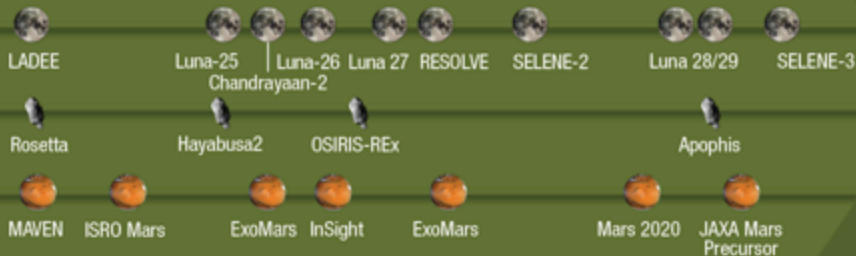 LADEE Luna-25 Luna-26 Luna 27 RESOLVE SELENE-2 Luna 28/29 SELENE-3
Chandrayaan-2
Rosetta Hayabusa2 OSIRIS-REx Apophis
MAVEN ISRO Mars ExoMars InSight ExoMars Mars 2020 JAXA Mars
Precursor